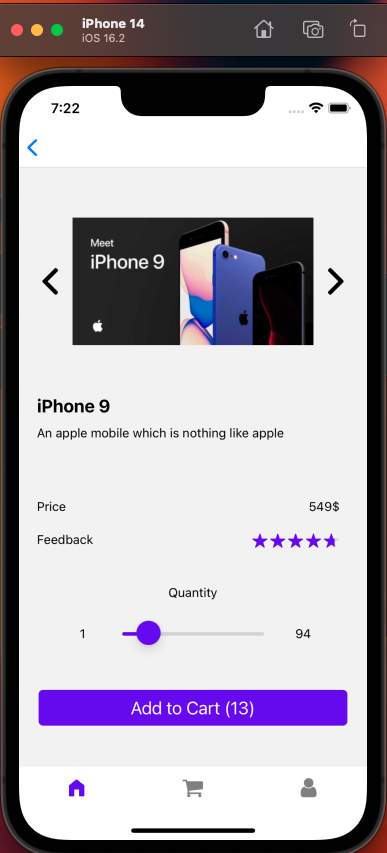 iPhone 14
iOS 16.2
7:22
Meet
iPhone 9
iPhone 9
An apple mobile which is nothing like apple
Price 549$
Feedback
Quantity
1 94
Add to Cart (13)